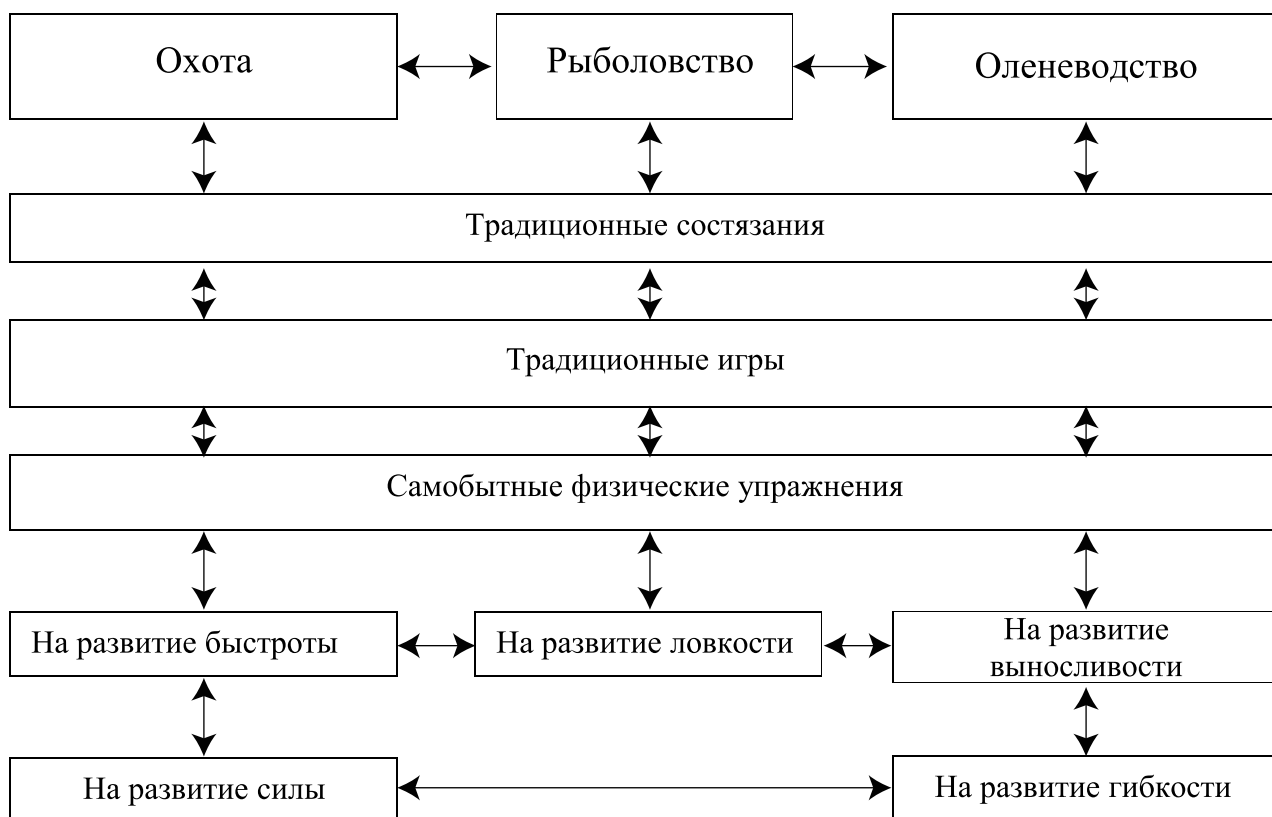 Охота
Рыболовство
Оленеводство
Традиционные состязания
Традиционные игры
Самобытные физические упражнения
На развитие быстроты
На развитие ловкости
На развитие
выносливости
На развитие силы
На развитие гибкости